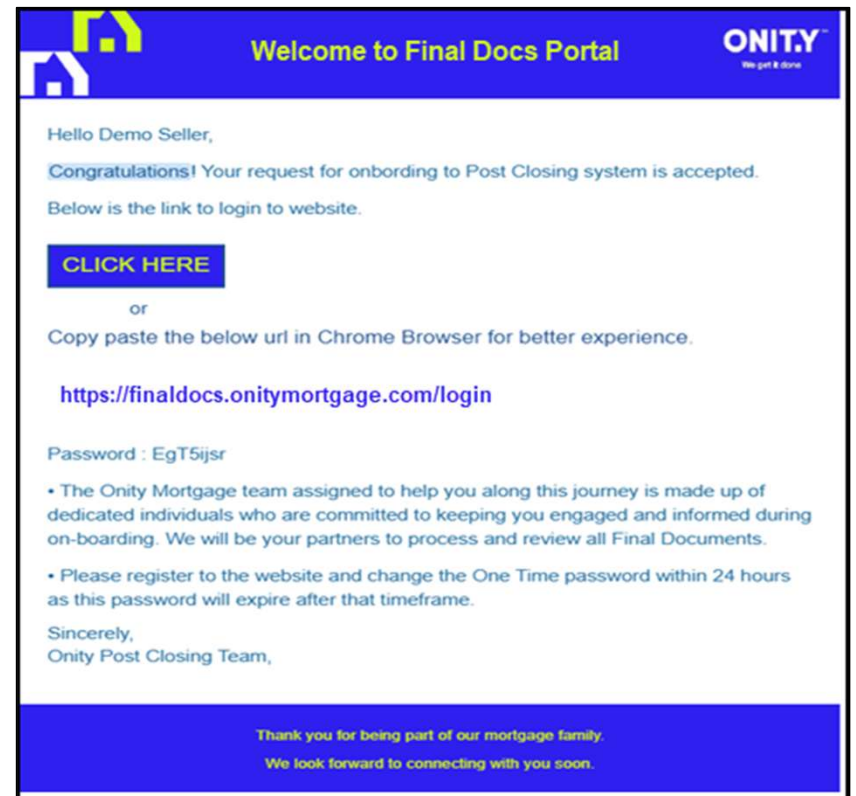 Welcome to Final Docs Portal
ONIT.Y
We get it done
Hello Demo Seller,
Congratulations! Your request for onbording to Post Closing system is accepted.
Below is the link to login to website.
CLICK HERE
or
Copy paste the below url in Chrome Browser for better experience.
https://finaldocs.onitymortgage.com/login
Password : EgT5ijsr
• The Onity Mortgage team assigned to help you along this journey is made up of
dedicated individuals who are committed to keeping you engaged and informed during
on-boarding. We will be your partners to process and review all Final Documents.
• Please register to the website and change the One Time password within 24 hours
as this password will expire after that timeframe.
Sincerely,
Onity Post Closing Team,
Thank you for being part of our mortgage family.
We look forward to connecting with you soon.